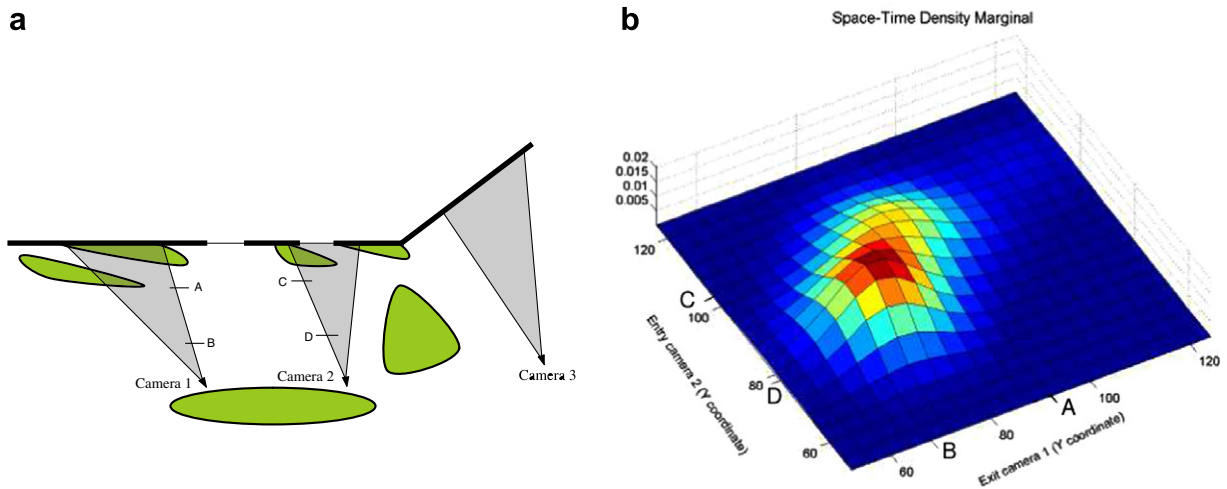 a
A
B
C
D
Camera 1
Camera 2
Camera 3
b
Space-Time Density Marginal
0.02
0.015
0.01
0.005
120
C
100
80
D
60
Entry camera 2 (Y coordinate)
60
B
80
A
100
120
Exit camera 1 (Y coordinate)